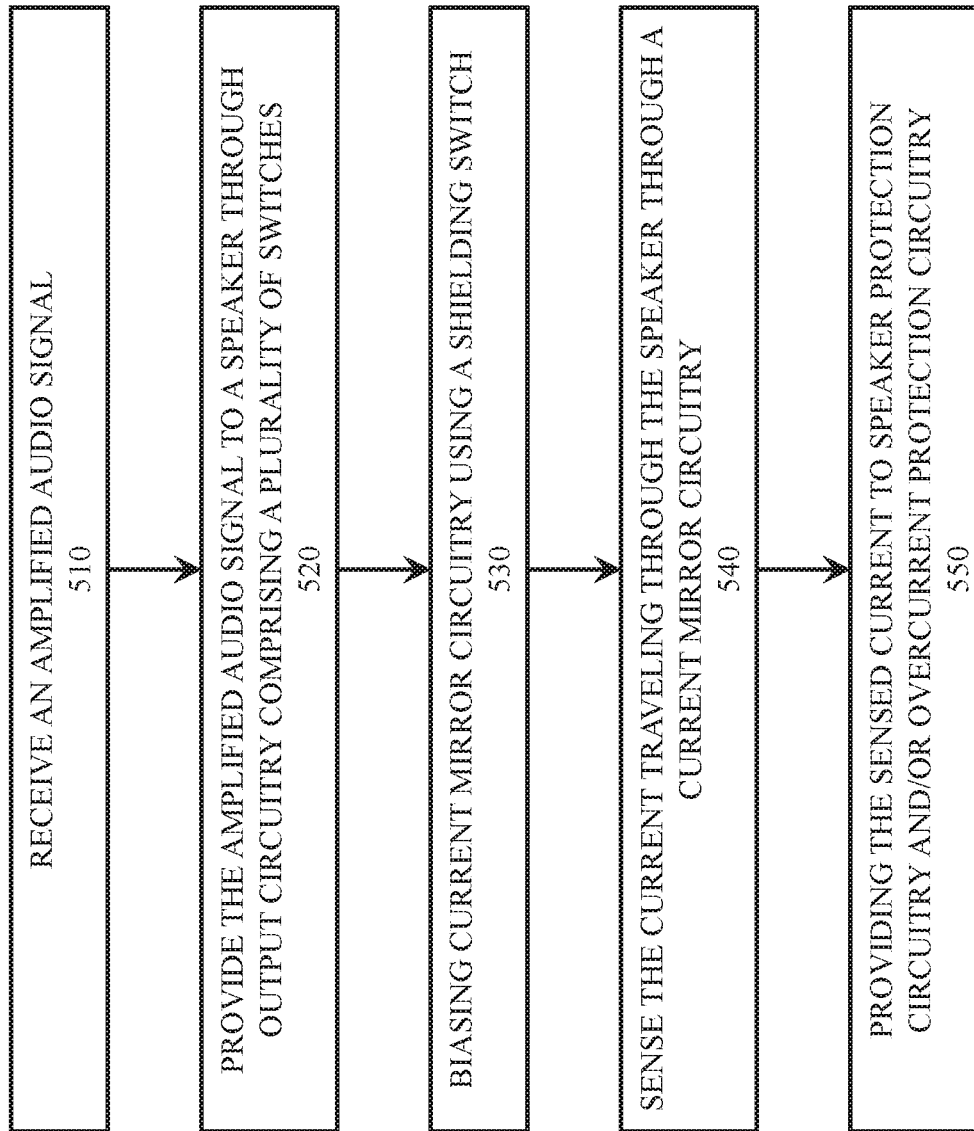 RECEIVE AN AMPLIFIED AUDIO SIGNAL
510
PROVIDE THE AMPLIFIED AUDIO SIGNAL TO A SPEAKER THROUGH
OUTPUT CIRCUITRY COMPRISING A PLURALITY OF SWITCHES
520
BIASING CURRENT MIRROR CIRCUITRY USING A SHIELDING SWITCH
530
SENSE THE CURRENT TRAVELING THROUGH THE SPEAKER THROUGH A
CURRENT MIRROR CIRCUITRY
540
PROVIDING THE SENSED CURRENT TO SPEAKER PROTECTION
CIRCUITRY AND/OR OVERCURRENT PROTECTION CIRCUITRY
550